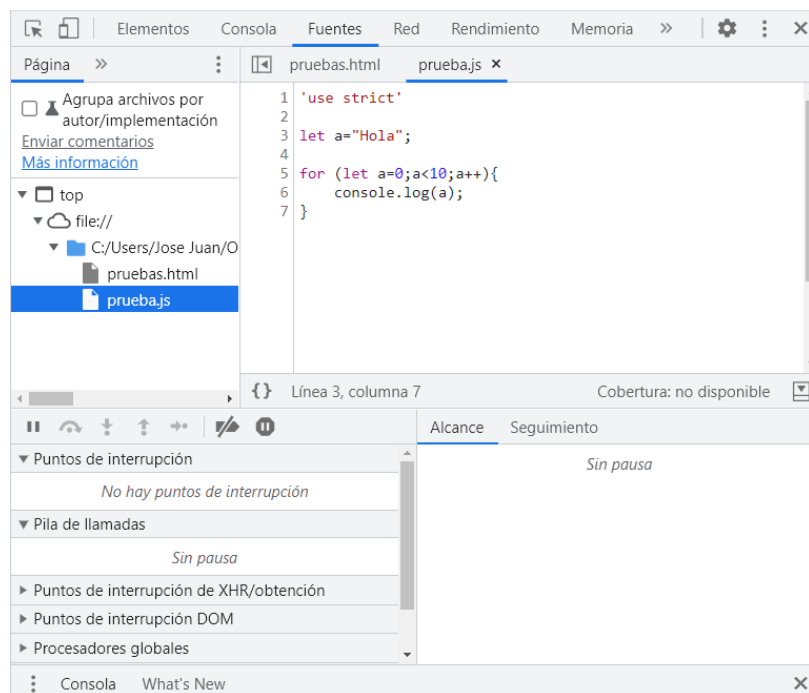 Elementos Consola Fuentes Red Rendimiento Memoria
Página
pruebas.html prueba.js
Agrupa archivos por
autor/implementación
Enviar comentarios
Más información
top
file://
C:/Users/Jose Juan/O
pruebas.html
prueba.js
1 'use strict'
2
3 let a="Hola";
4
5 for (let a=0;a<10;a++){
6 console.log(a);
7 }
{} Línea 3, columna 7 Cobertura: no disponible
Puntos de interrupción
No hay puntos de interrupción
Pila de llamadas
Sin pausa
Puntos de interrupción de XHR/obtención
Puntos de interrupción DOM
Procesadores globales
Alcance Seguimiento
Sin pausa
Consola What's New